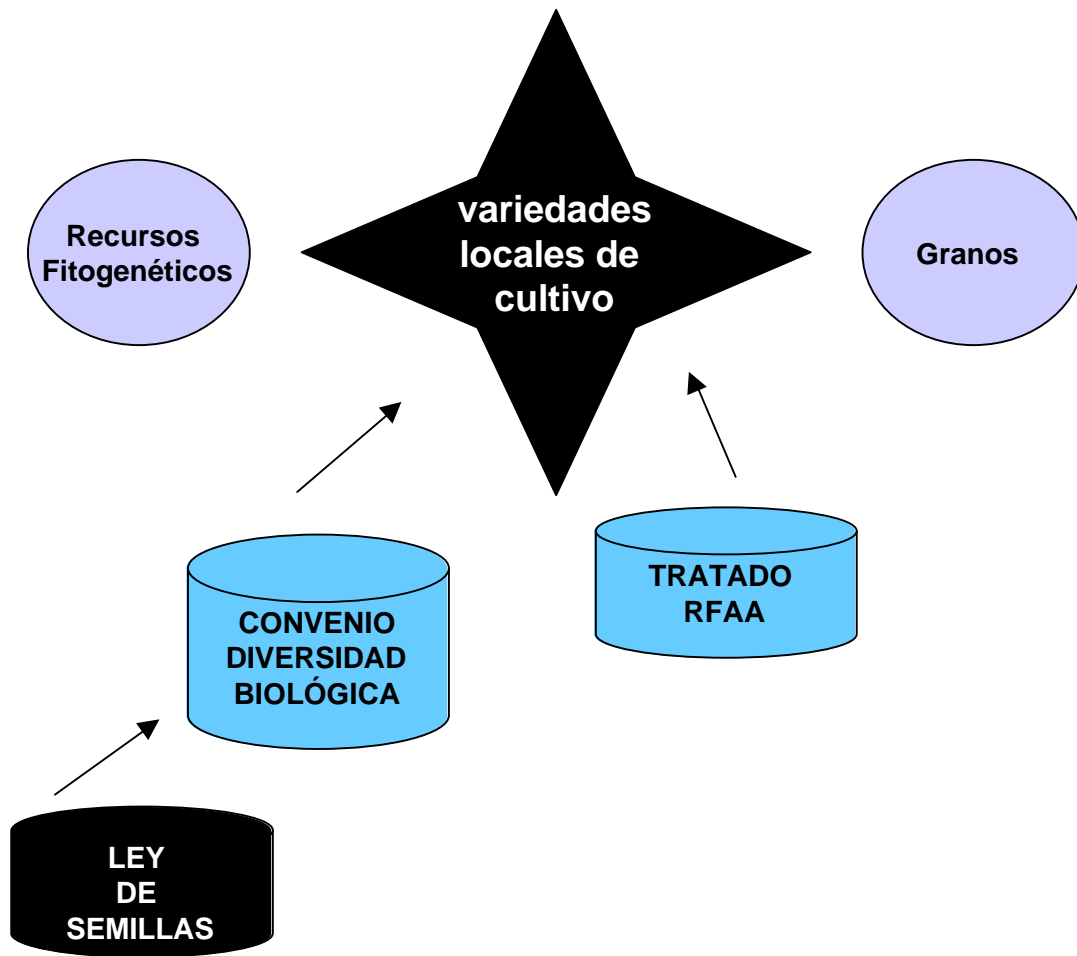 variedades
locales de
cultivo
Recursos
Fitogenéticos
Granos
TRATADO
RFAA
CONVENIO
DIVERSIDAD
BIOLÓGICA
LEY
DE
SEMILLAS